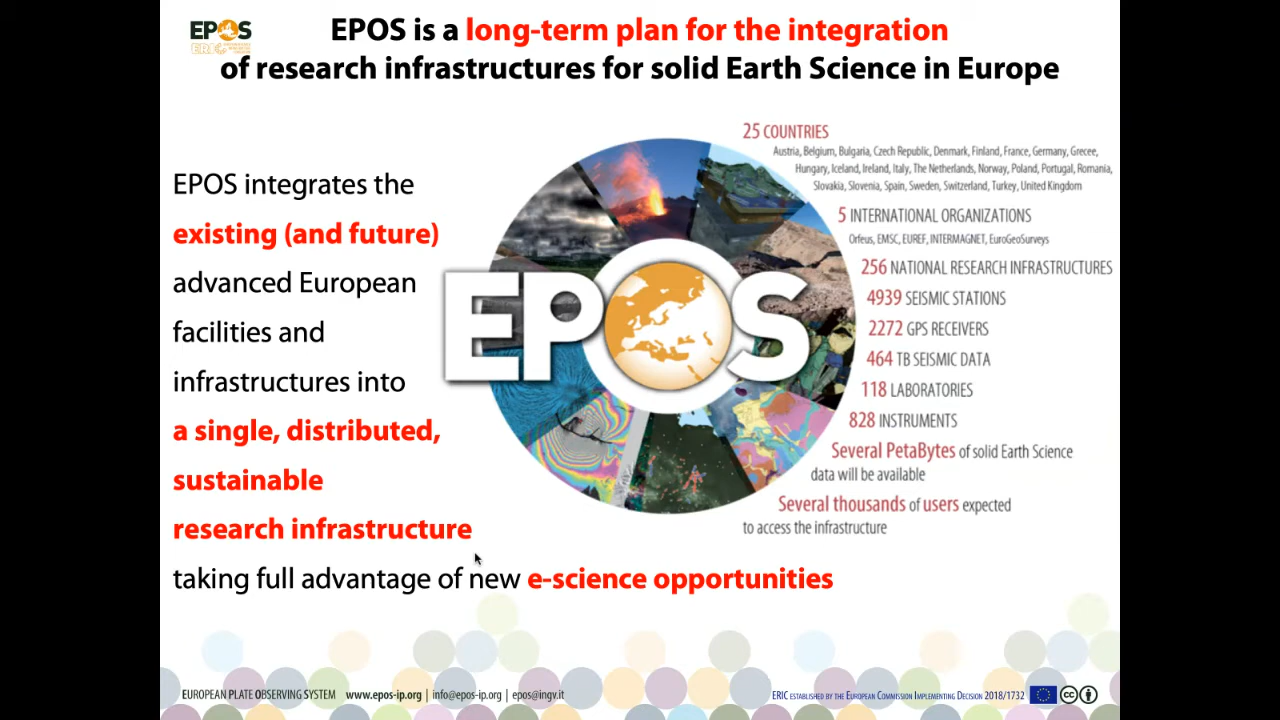 EPOS
ERIC
EPOS is a long-term plan for the integration
of research infrastructures for solid Earth Science in Europe
EPOS integrates the
existing (and future)
advanced European
facilities and
infrastructures into
a single, distributed,
sustainable
research infrastructure
taking full advantage of new e-science opportunities
EPOS
25 COUNTRIES
Austria, Belgium, Bulgaria, Czech Republic, Denmark, Finland, France, Germany, Grecee,
Hungary, Iceland, Ireland, Italy, The Netherlands, Norway, Poland, Portugal, Romania,
Slovakia, Slovenia, Spain, Sweden, Switzerland, Turkey, United Kingdom
5 INTERNATIONAL ORGANIZATIONS
Orfeus, EMSC, EUREF, INTERMAGNET, EuroGeoSurveys
256 NATIONAL RESEARCH INFRASTRUCTURES
4939 SEISMIC STATIONS
2272 GPS RECEIVERS
464 TB SEISMIC DATA
118 LABORATORIES
828 INSTRUMENTS
Several PetaBytes of solid Earth Science
data will be available
Several thousands of users expected
to access the infrastructure
EUROPEAN PLATE OBSERVING SYSTEM www.epos-ip.org | info@epos-ip.org | epos@ingv.it
ERIC ESTABLISHED BY THE EUROPEAN COMMISSION IMPLEMENTING DECISION 2018/1732
cc